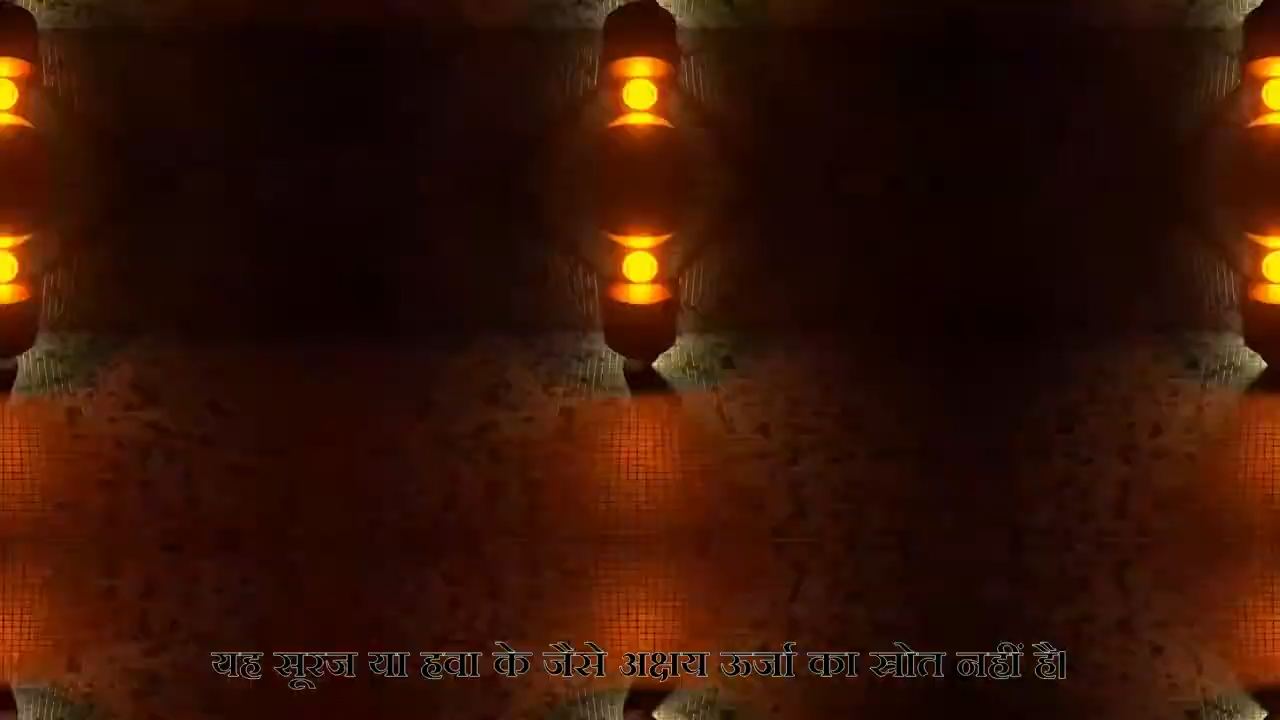 यह सूरज या हवा के जैसे अक्षय ऊर्जा का स्रोत नहीं है।